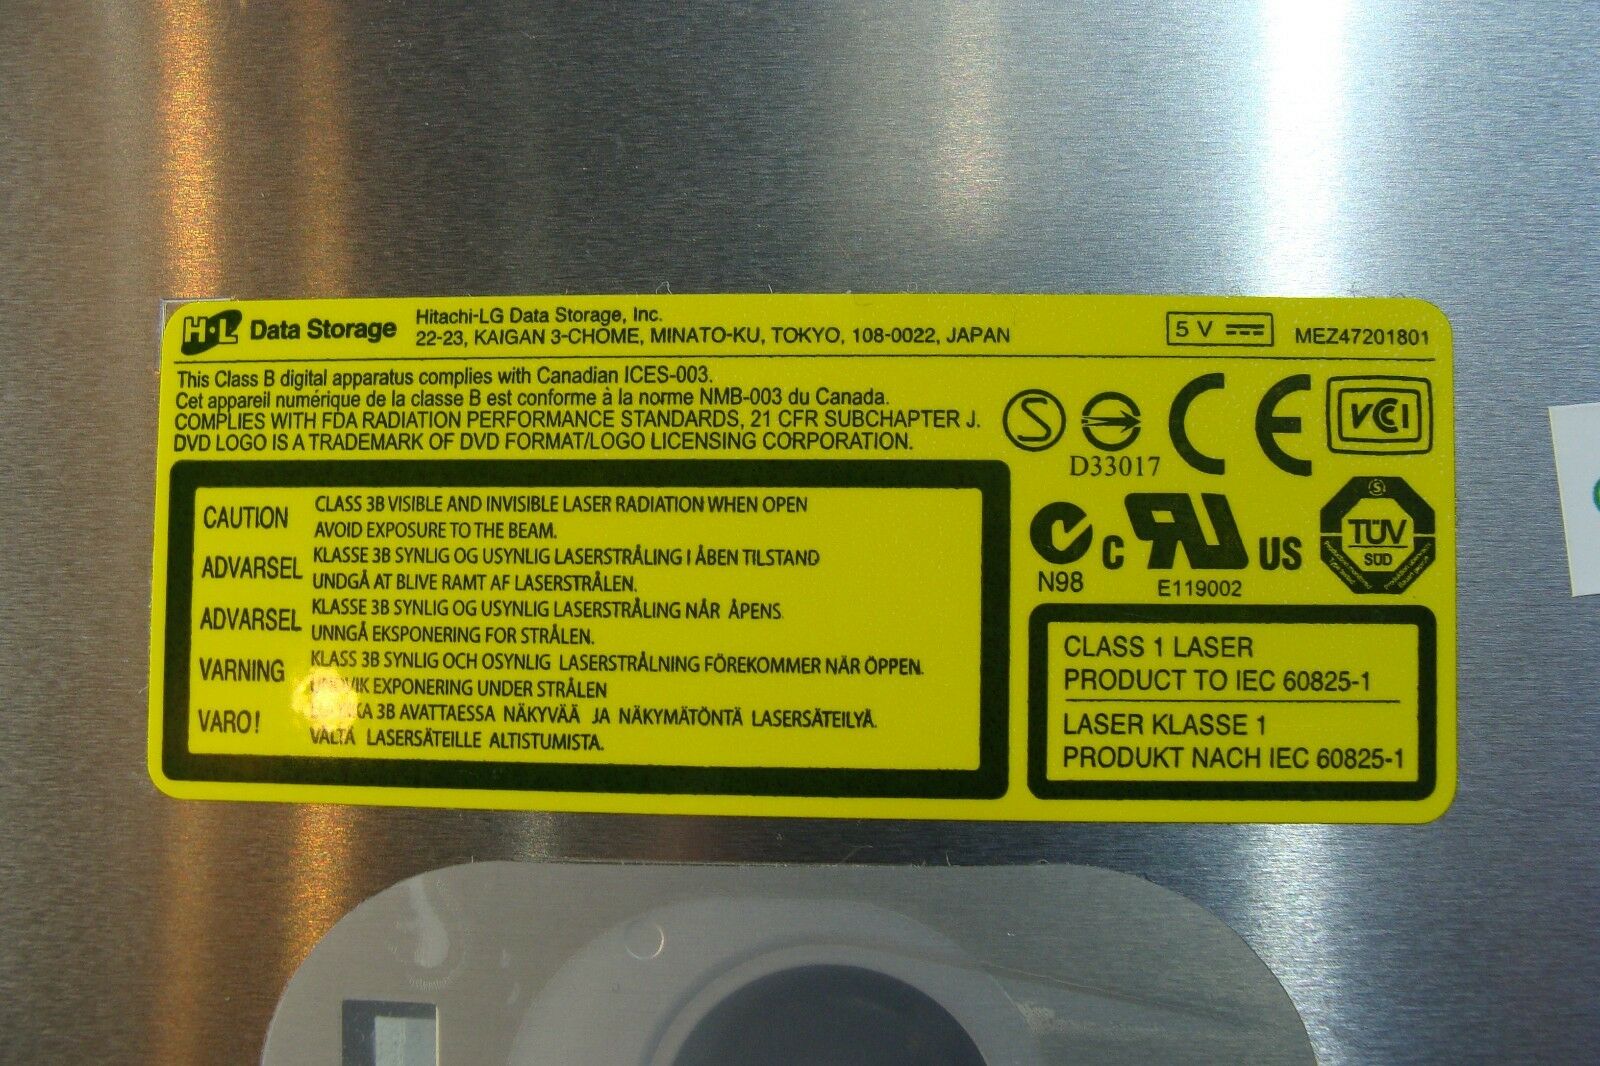 H·L Data Storage
Hitachi-LG Data Storage, Inc.
22-23, KAIGAN 3-CHOME, MINATO-KU, TOKYO, 108-0022, JAPAN
5 V
MEZ47201801
This Class B digital apparatus complies with Canadian ICES-003.
Cet appareil numérique de la classe B est conforme à la norme NMB-003 du Canada.
COMPLIES WITH FDA RADIATION PERFORMANCE STANDARDS, 21 CFR SUBCHAPTER J.
DVD LOGO IS A TRADEMARK OF DVD FORMAT/LOGO LICENSING CORPORATION.
S
D33017
CE
VCCI
CAUTION CLASS 3B VISIBLE AND INVISIBLE LASER RADIATION WHEN OPEN
AVOID EXPOSURE TO THE BEAM.
ADVARSEL KLASSE 3B SYNLIG OG USYNLIG LASERSTRÅLING I ÅBEN TILSTAND
UNDGÅ AT BLIVE RAMT AF LASERSTRÅLEN.
ADVARSEL KLASSE 3B SYNLIG OG USYNLIG LASERSTRÅLING NÅR ÅPENS
UNNGÅ EKSPONERING FOR STRÅLEN.
VARNING KLASS 3B SYNLIG OCH OSYNLIG LASERSTRÅLNING FÖREKOMMER NÄR ÖPPEN.
UNDVIK EXPONERING UNDER STRÅLEN
VARO! 3B AVATTAESSA NÄKYVÄÄ JA NÄKYMÄTÖNTÄ LASERSÄTEILYÄ.
VÄLTÄ LASERSÄTEILLE ALTISTUMISTA.
N98
C RU US
E119002
S
TÜV
SÜD
CLASS 1 LASER
PRODUCT TO IEC 60825-1
LASER KLASSE 1
PRODUKT NACH IEC 60825-1